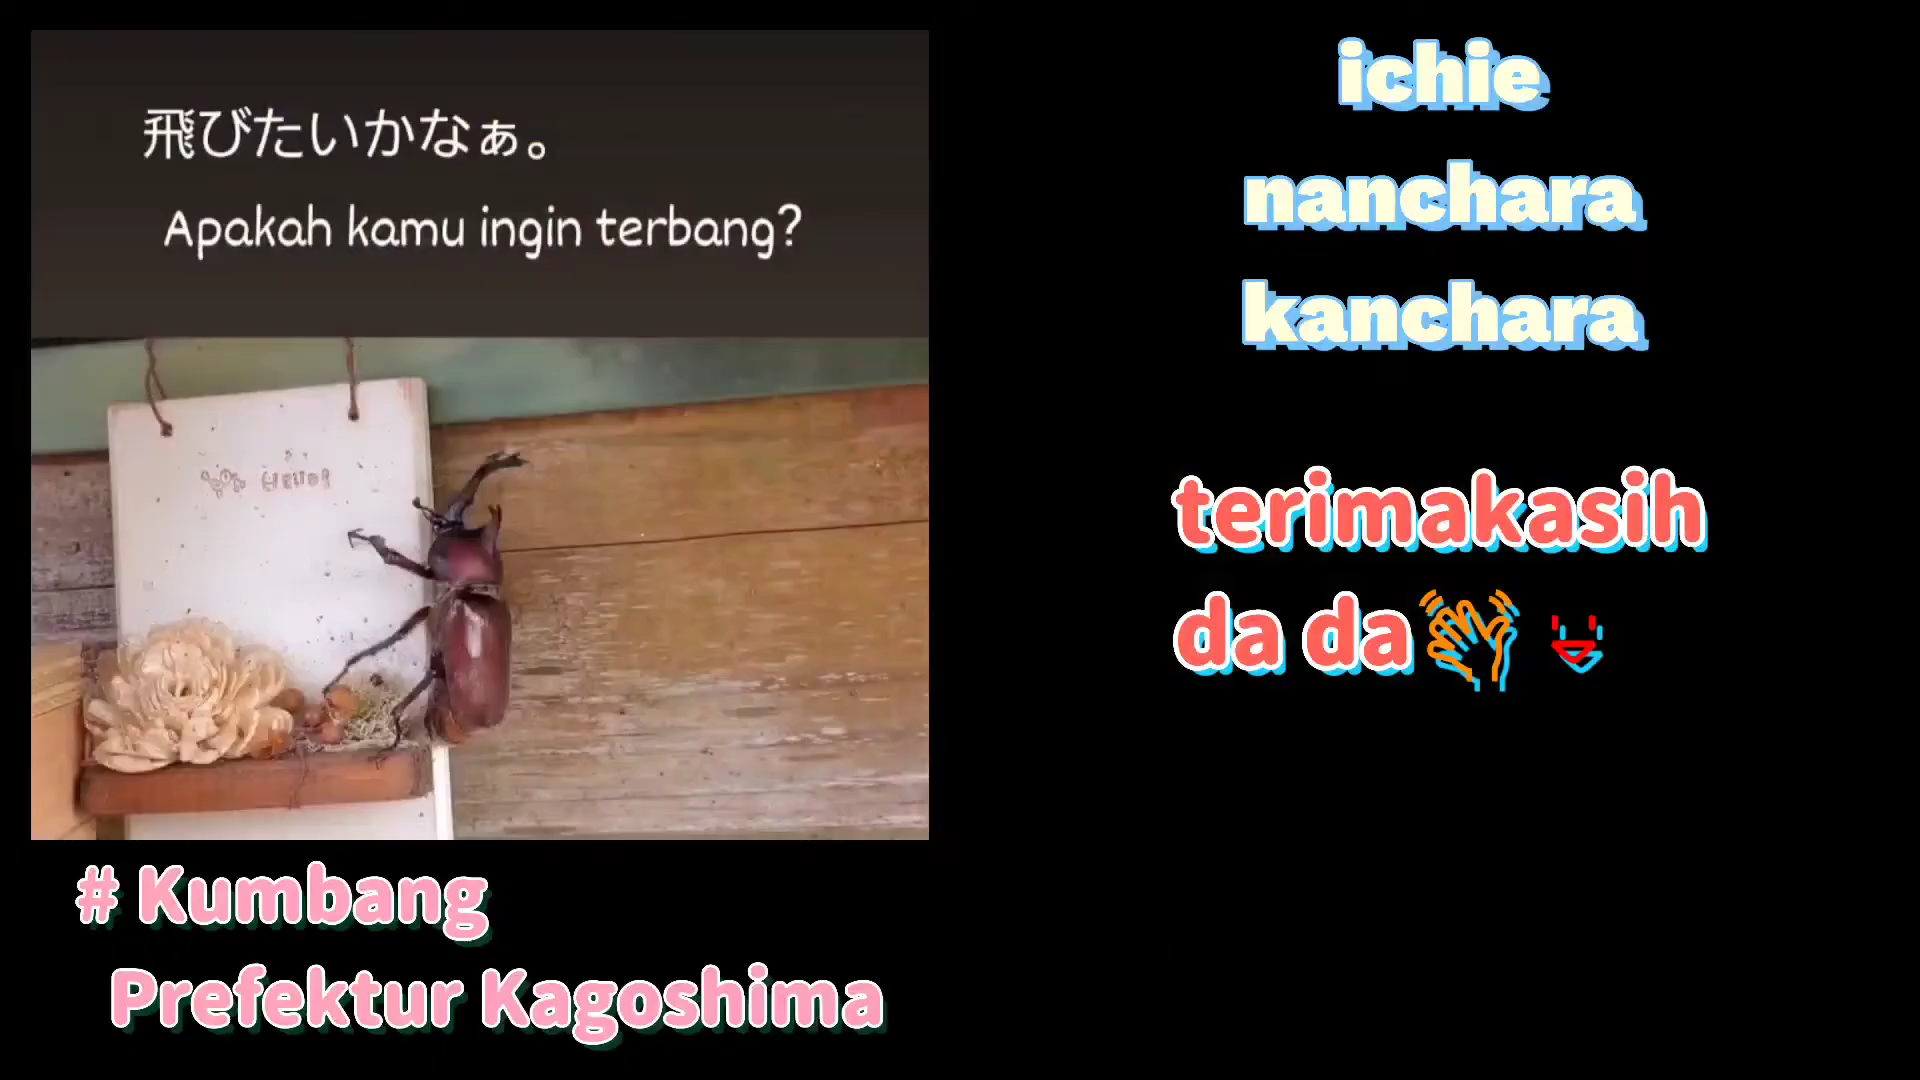 飛びたいかなぁ。
Apakah kamu ingin terbang?
# Kumbang
Prefektur Kagoshima
ichie
nanchara
kanchara
terimakasih
da da